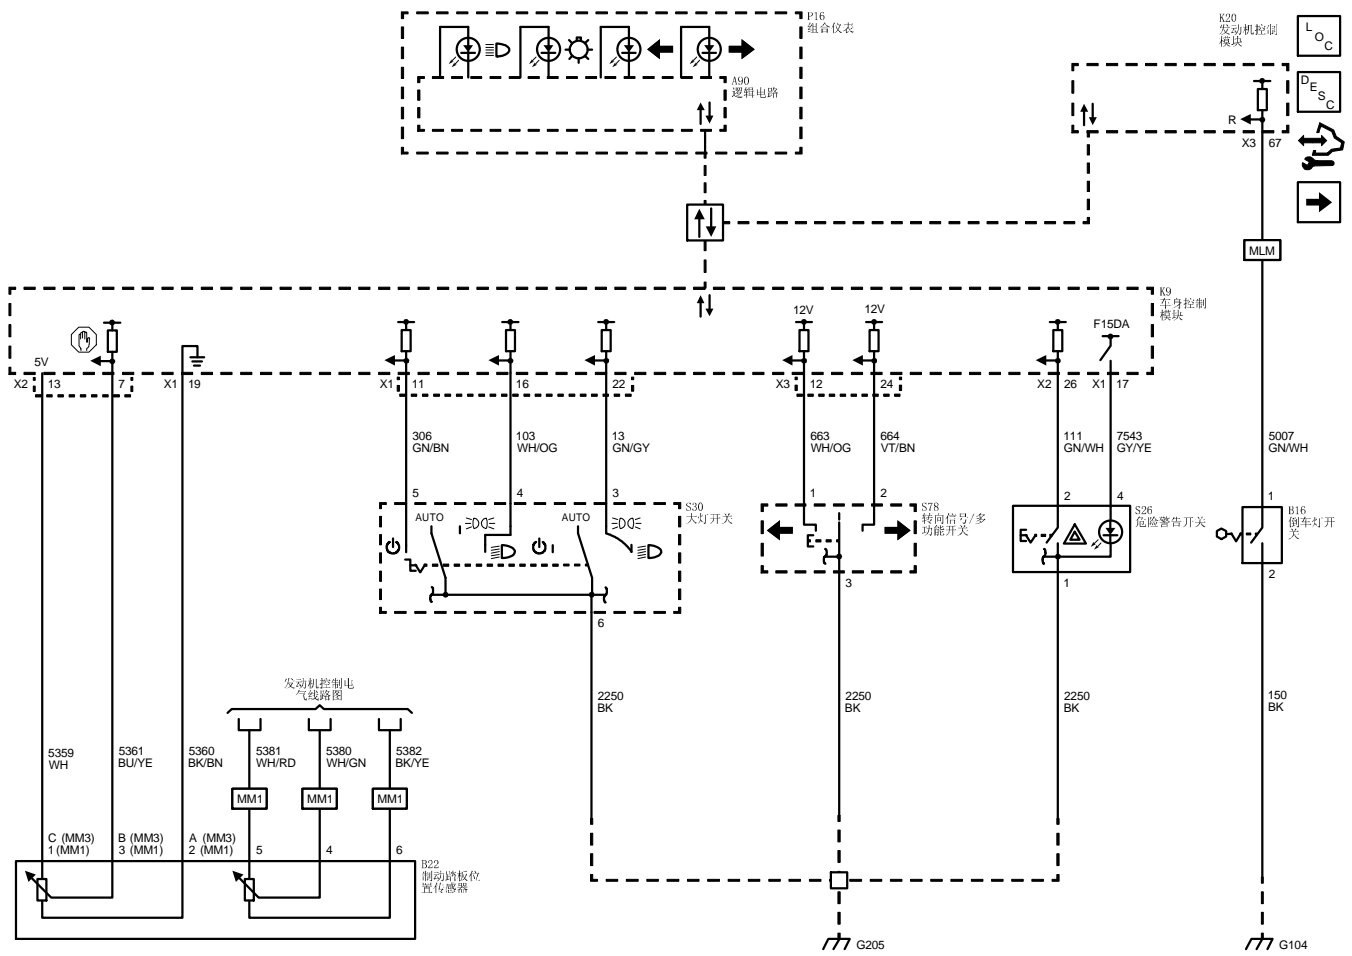 P16
组合仪表
K20
发动机控制
模块
L
O
C
D
E
S
C
A90
逻辑电路
R
X3
67
MLM
K9
车身控制
模块
12V
12V
F15DA
5V
X2
13
7
X1
19
X1
11
16
22
X3
12
24
X2
26
X1
17
306
GN/BN
103
WH/OG
13
GN/GY
663
WH/OG
664
VT/BN
111
GN/WH
7543
GY/YE
5007
GN/WH
5
4
3
1
2
2
4
1
S30
大灯开关
AUTO
AUTO
S78
转向信号/多
功能开关
S26
危险警告开关
B16
倒车灯开
关
6
3
1
2
发动机控制电
气线路图
2250
BK
2250
BK
2250
BK
150
BK
5359
WH
5361
BU/YE
5360
BK/BN
5381
WH/RD
5380
WH/GN
5382
BK/YE
MM1
MM1
MM1
C (MM3)
1 (MM1)
B (MM3)
3 (MM1)
A (MM3)
2 (MM1)
5
4
6
B22
制动踏板位
置传感器
G205
G104